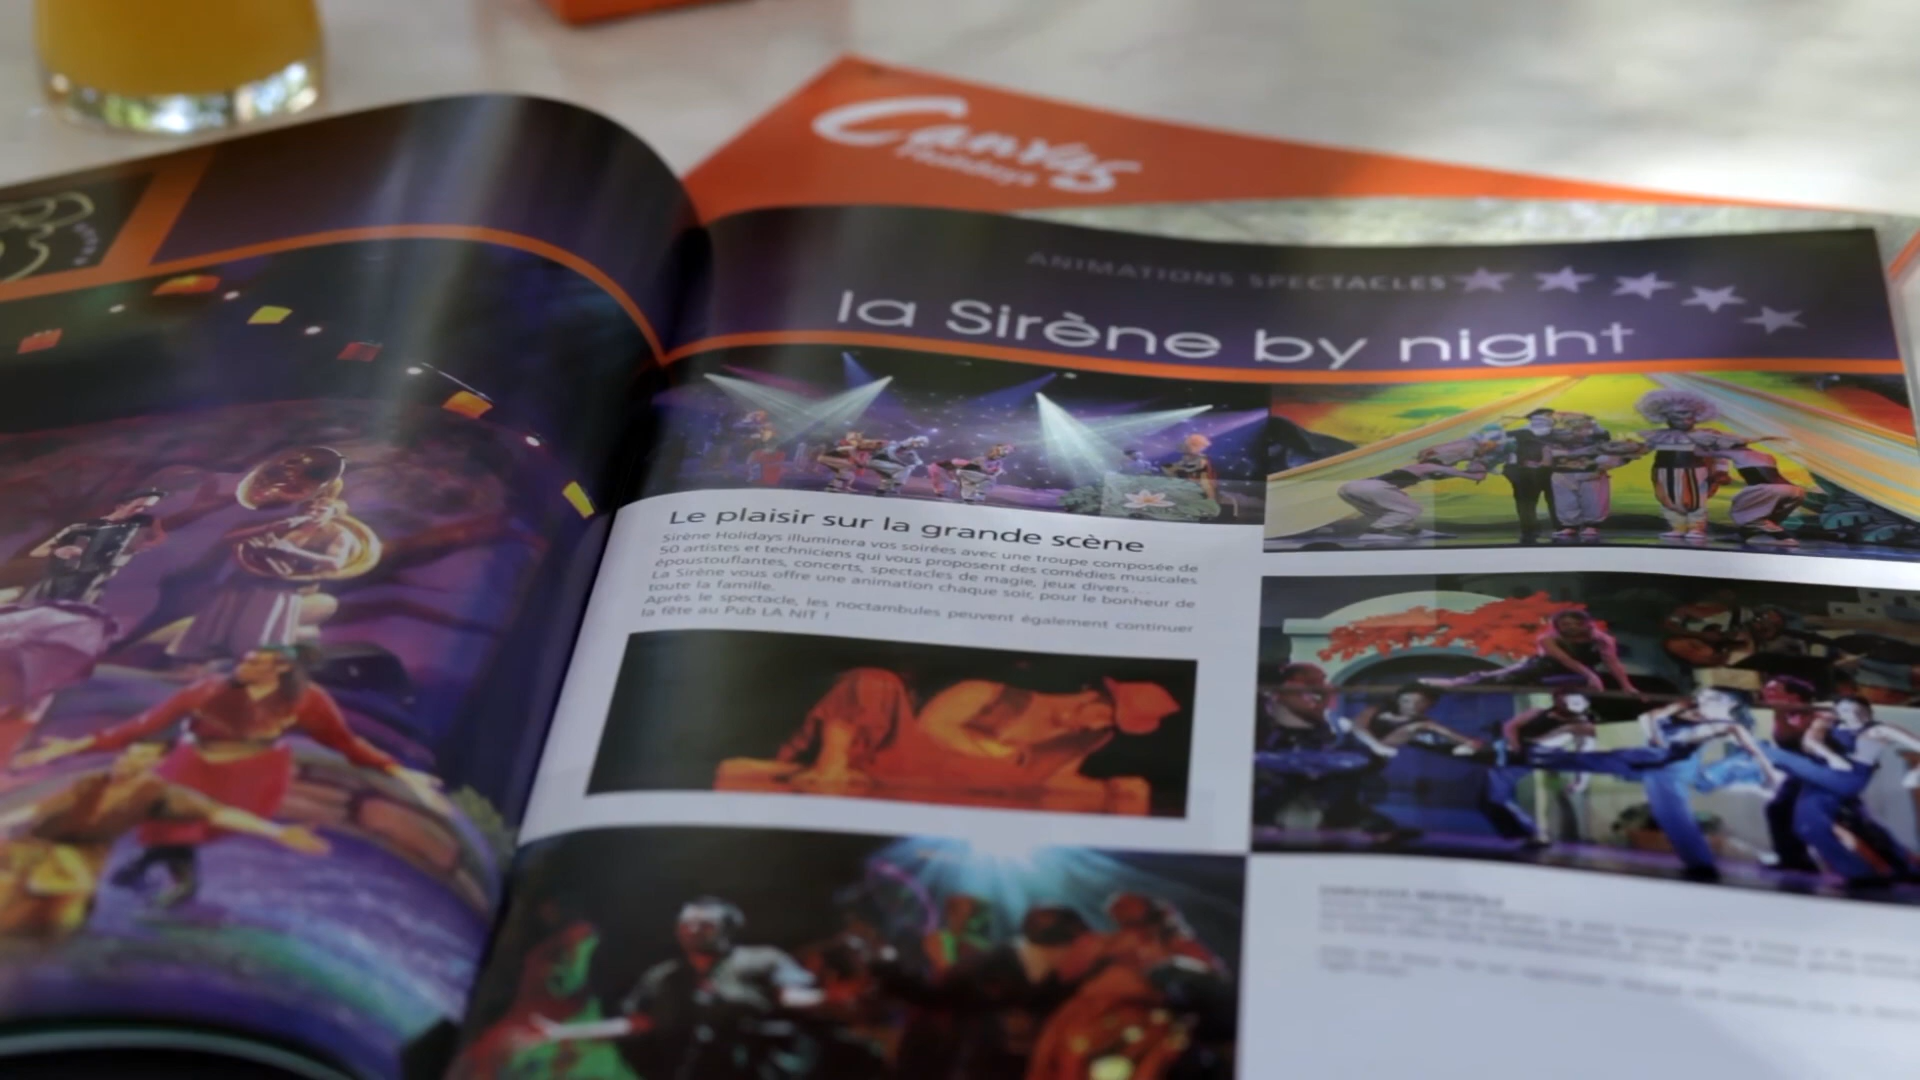 Canvas
Holidays
ANIMATIONS SPECTACLES
la Sirène by night
Le plaisir sur la grande scène
Sirène Holidays illuminera vos soirées avec une troupe composée de
50 artistes et techniciens qui vous proposent des comédies musicales
époustouflantes, concerts, spectacles de magie, jeux divers...
La Sirène vous offre une animation chaque soir, pour le bonheur de
toute la famille.
Après le spectacle, les noctambules peuvent également continuer
la fête au Pub LA NIT !